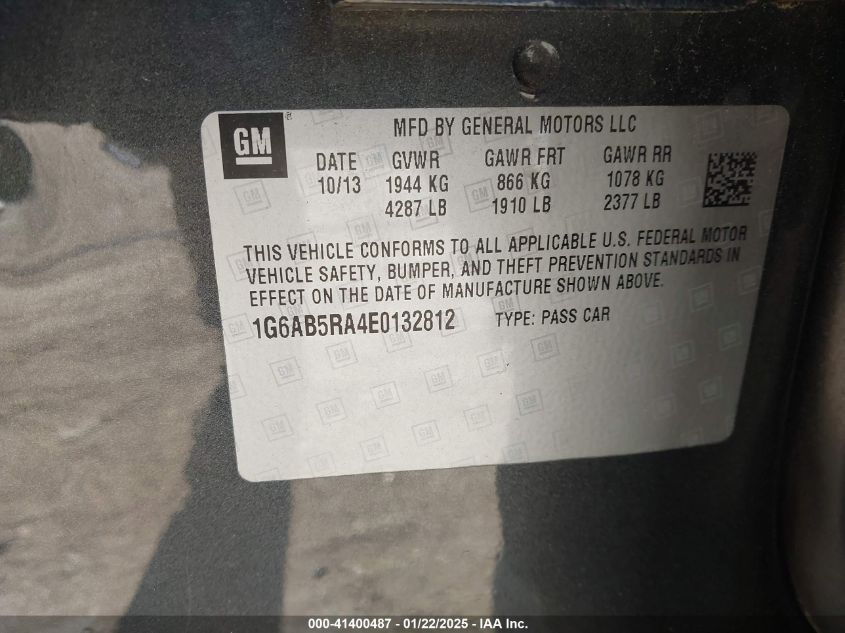 GM
MFD BY GENERAL MOTORS LLC
DATE GVWR GAWR FRT GAWR RR
10/13 1944 KG 866 KG 1078 KG
4287 LB 1910 LB 2377 LB
THIS VEHICLE CONFORMS TO ALL APPLICABLE U.S. FEDERAL MOTOR
VEHICLE SAFETY, BUMPER, AND THEFT PREVENTION STANDARDS IN
EFFECT ON THE DATE OF MANUFACTURE SHOWN ABOVE.
1G6AB5RA4E0132812 TYPE: PASS CAR
000-41400487 - 01/22/2025 - IAA Inc.